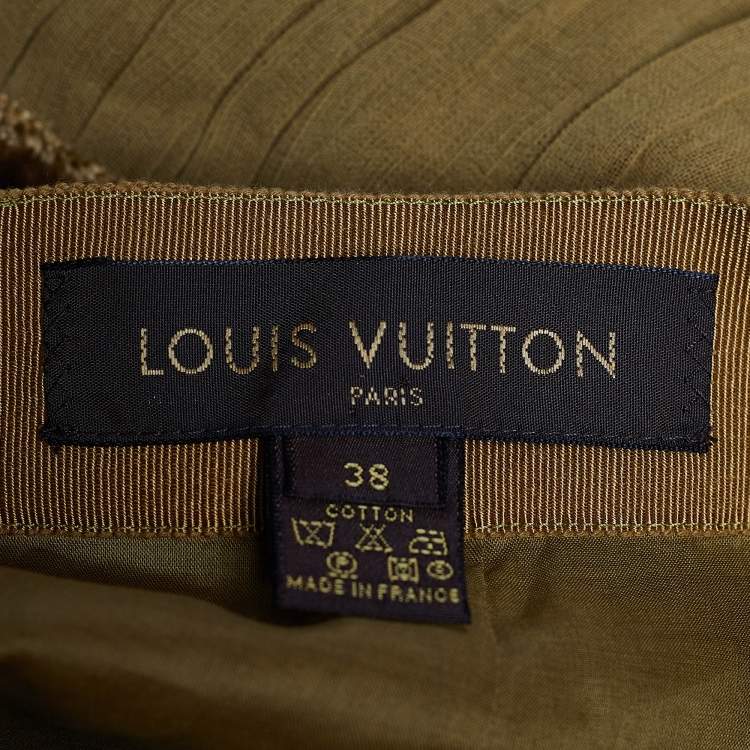 LOUIS VUITTON
PARIS
38
COTTON
P
MADE IN FRANCE